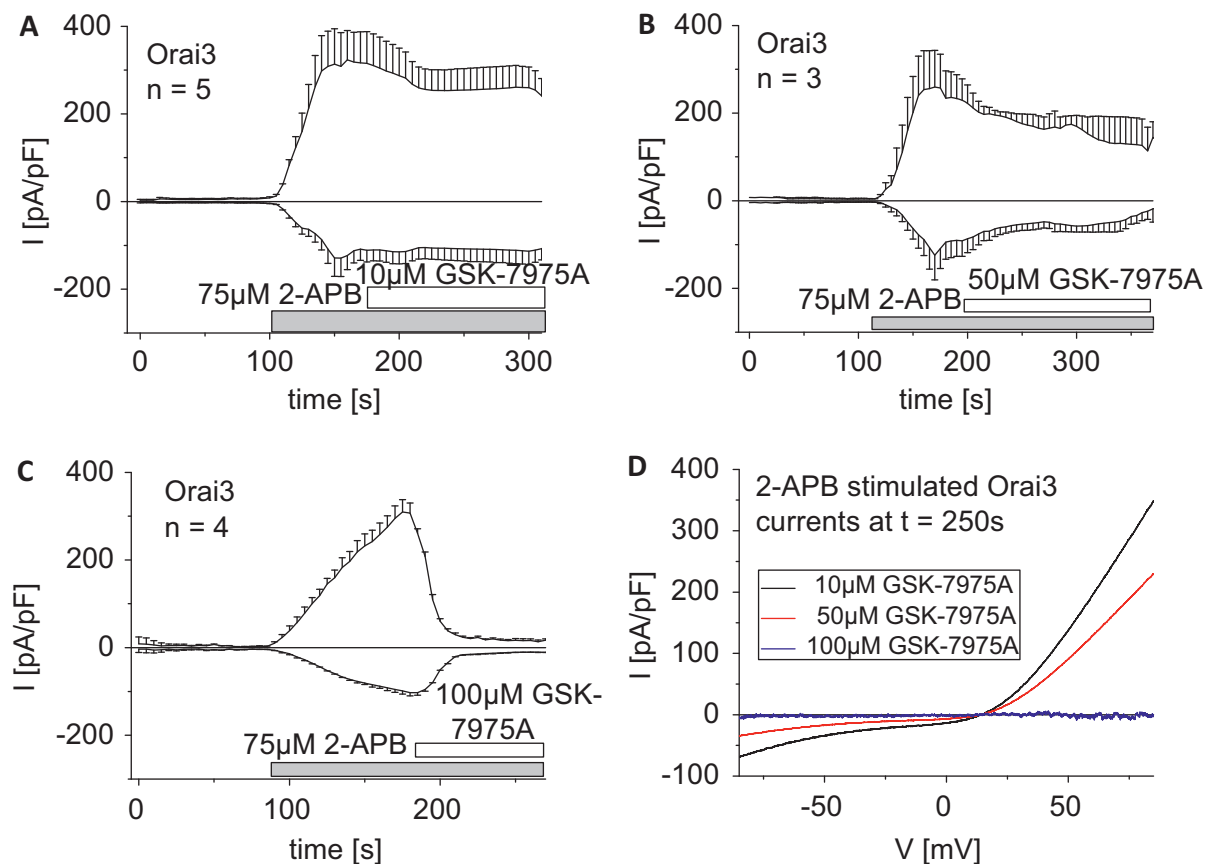 A
Orai3
n = 5
400
200
0
-200
I [pA/pF]
10µM GSK-7975A
75µM 2-APB
0
100
200
300
time [s]
B
Orai3
n = 3
400
200
0
-200
I [pA/pF]
50µM GSK-7975A
75µM 2-APB
0
100
200
300
time [s]
C
Orai3
n = 4
400
200
0
-200
I [pA/pF]
100µM GSK-
7975A
75µM 2-APB
0
100
200
time [s]
D
2-APB stimulated Orai3
currents at t = 250s
10µM GSK-7975A
50µM GSK-7975A
100µM GSK-7975A
400
300
200
100
0
-100
I [pA/pF]
-50
0
50
V [mV]